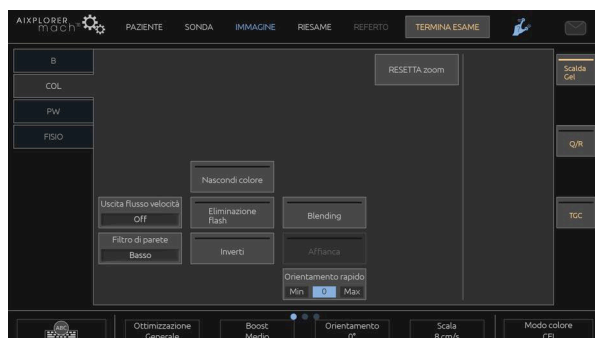 AIXPLORER
mach
PAZIENTE SONDA IMMAGINE RIESAME REFERTO TERMINA ESAME
B
COL
PW
FISIO
RESETTA zoom
Scalda
Gel
Q/R
TGC
Nascondi colore
Uscita flusso velocità
Off
Eliminazione
flash
Blending
Filtro di parete
Basso
Inverti
Affianca
Orientamento rapido
Min 0 Max
ABC
Ottimizzazione
Generale
Boost
Medio
Orientamento
0°
Scala
8 cm/s
Modo colore
CFI